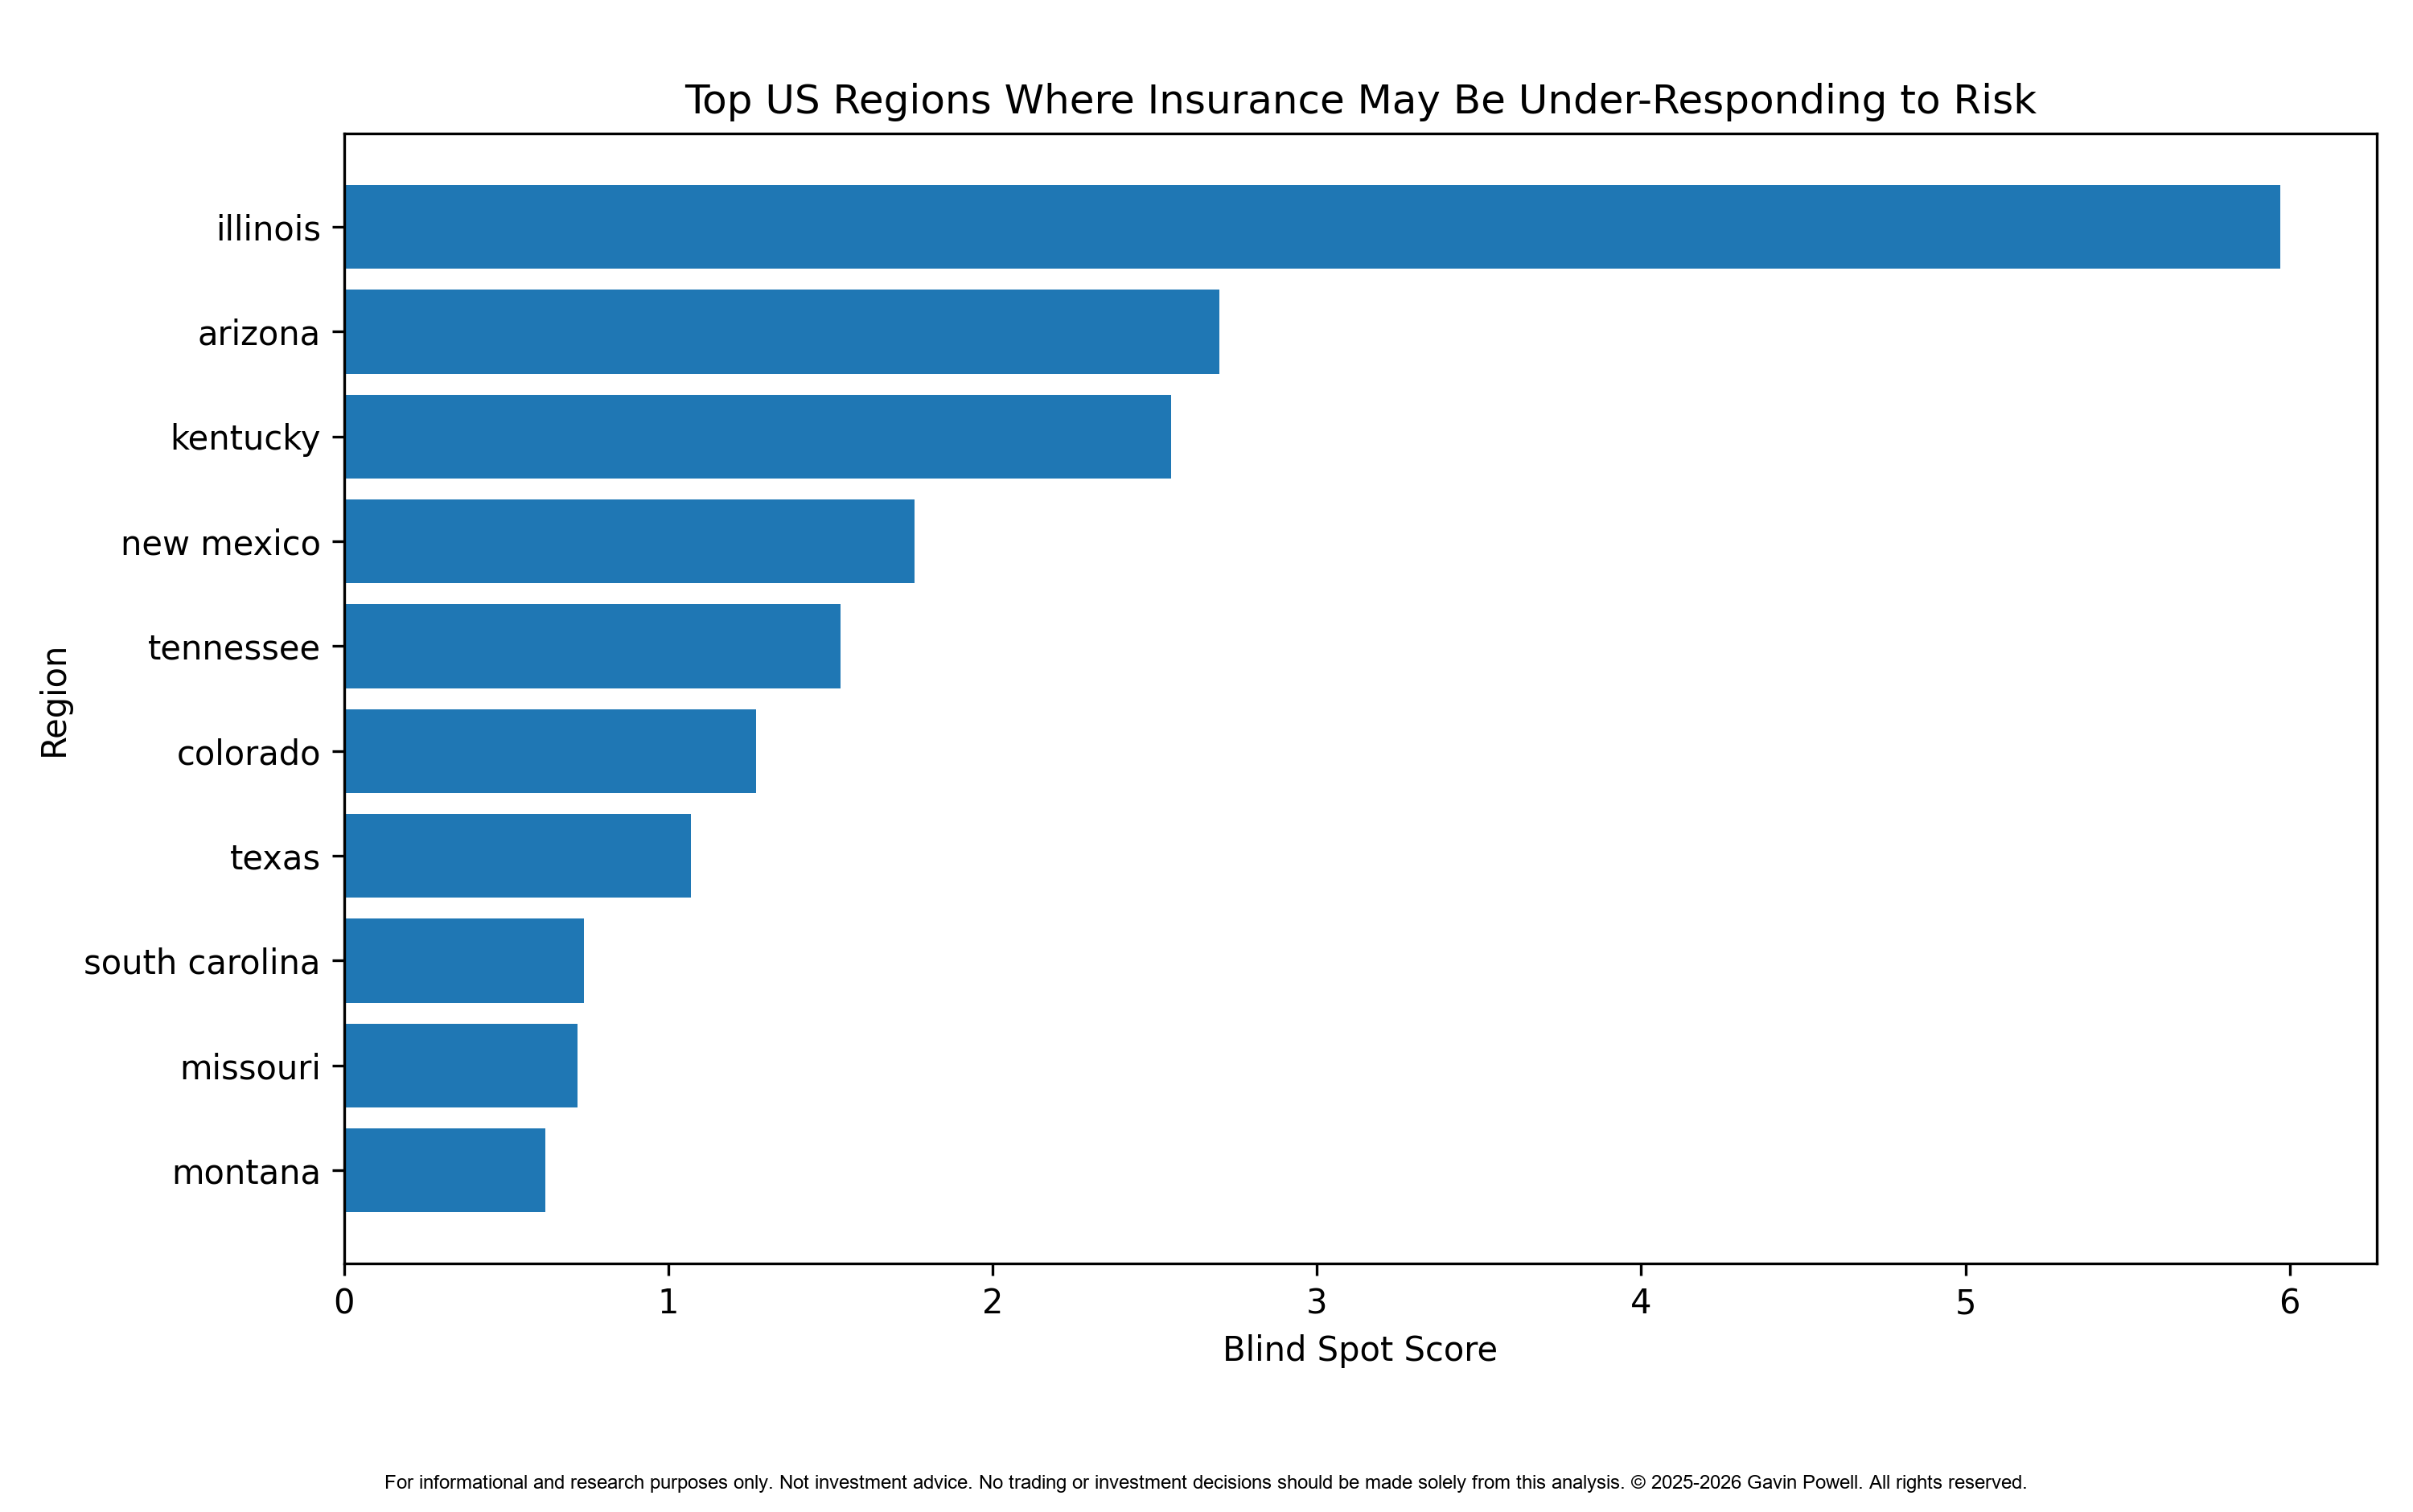 Top US Regions Where Insurance May Be Under-Responding to Risk
illinois
arizona
kentucky
new mexico
tennessee
colorado
texas
south carolina
missouri
montana
Region
0 1 2 3 4 5 6
Blind Spot Score
For informational and research purposes only. Not investment advice. No trading or investment decisions should be made solely from this analysis. © 2025-2026 Gavin Powell. All rights reserved.